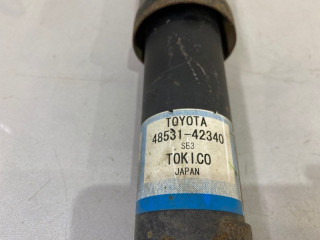 TOYOTA
48531-42340
SE3
TOKICO
JAPAN